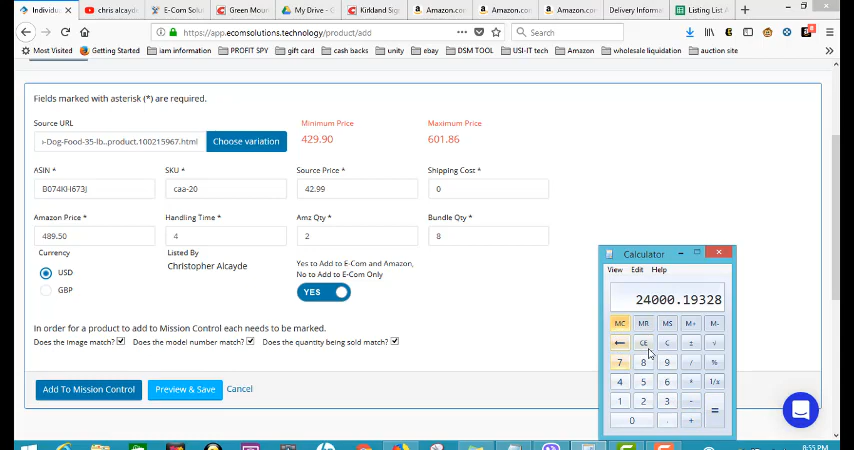 Individu
chris alcayde
E-Com Solu
Green Moun
My Drive - G
Kirkland Sig
Amazon.co
Amazon.co
Amazon.co
Delivery Informa
Listing List A
https://app.ecomsolutions.technology/product/add
Search
Most Visited Getting Started iam information PROFIT SPY gift card cash backs unity ebay DSM TOOL USI-IT tech Amazon wholesale liquidation auction site
Fields marked with asterisk (*) are required.
Source URL Minimum Price Maximum Price
i-Dog-Food-35-lb..product.100215967.html Choose variation 429.90 601.86
ASIN * SKU * Source Price * Shipping Cost *
B074KH673J caa-20 42.99 0
Amazon Price * Handling Time * Amz Qty * Bundle Qty *
489.50 4 2 8
Currency Listed By Yes to Add to E-Com and Amazon,
No to Add to E-Com Only
USD Christopher Alcayde
GBP YES
In order for a product to add to Mission Control each needs to be marked.
Does the image match? Does the model number match? Does the quantity being sold match?
Add To Mission Control Preview & Save Cancel
Calculator
View Edit Help
24000.19328
MC MR MS M+ M-
← CE C ± √
7 8 9 / %
4 5 6 * 1/x
1 2 3 - =
0 . +
8:55 PM